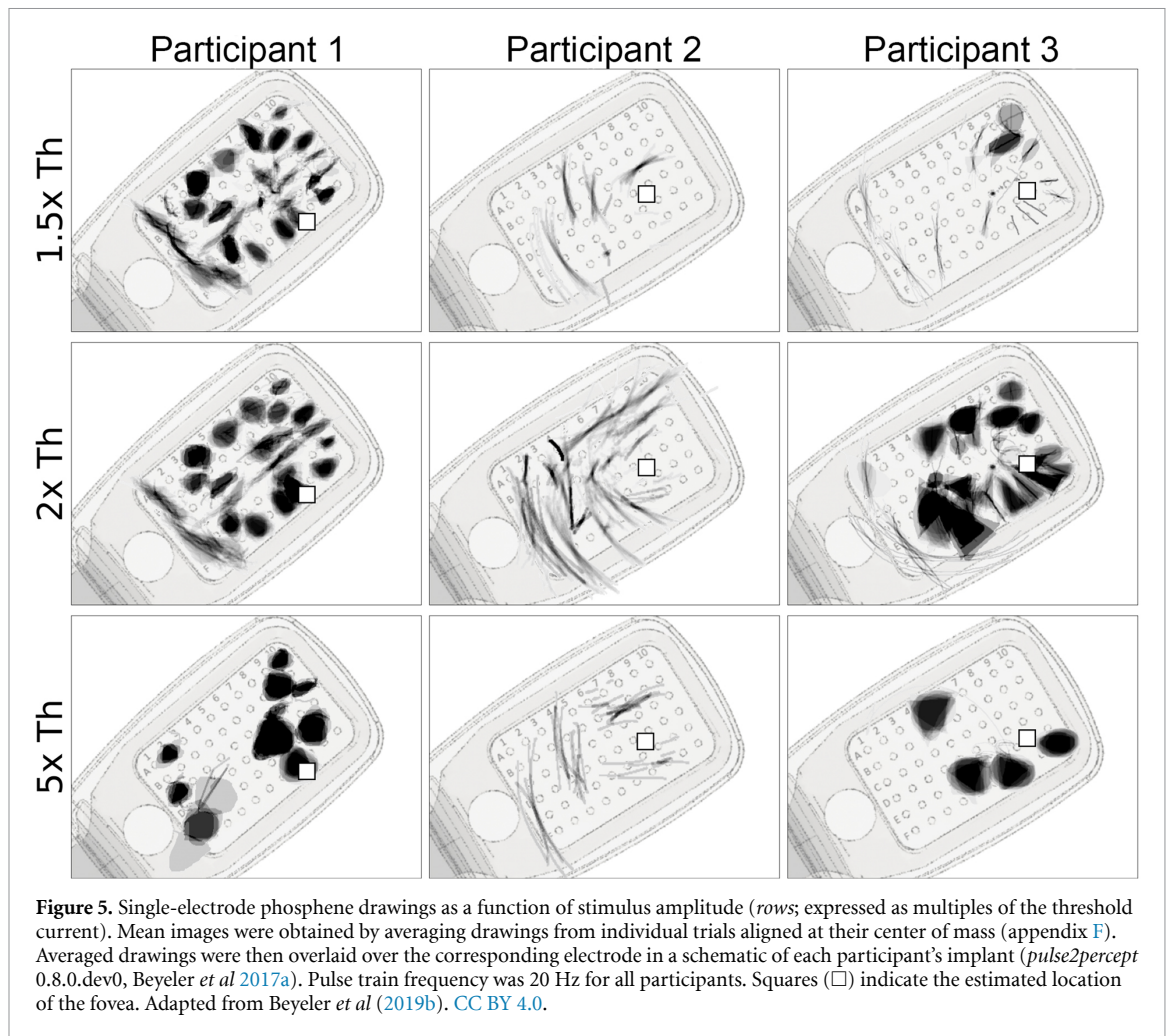 Participant 1 Participant 2 Participant 3
1.5x Th
2x Th
5x Th
Figure 5. Single-electrode phosphene drawings as a function of stimulus amplitude (rows; expressed as multiples of the threshold
current). Mean images were obtained by averaging drawings from individual trials aligned at their center of mass (appendix F).
Averaged drawings were then overlaid over the corresponding electrode in a schematic of each participant's implant (pulse2percept
0.8.0.dev0, Beyeler et al 2017a). Pulse train frequency was 20 Hz for all participants. Squares (□) indicate the estimated location
of the fovea. Adapted from Beyeler et al (2019b). CC BY 4.0.